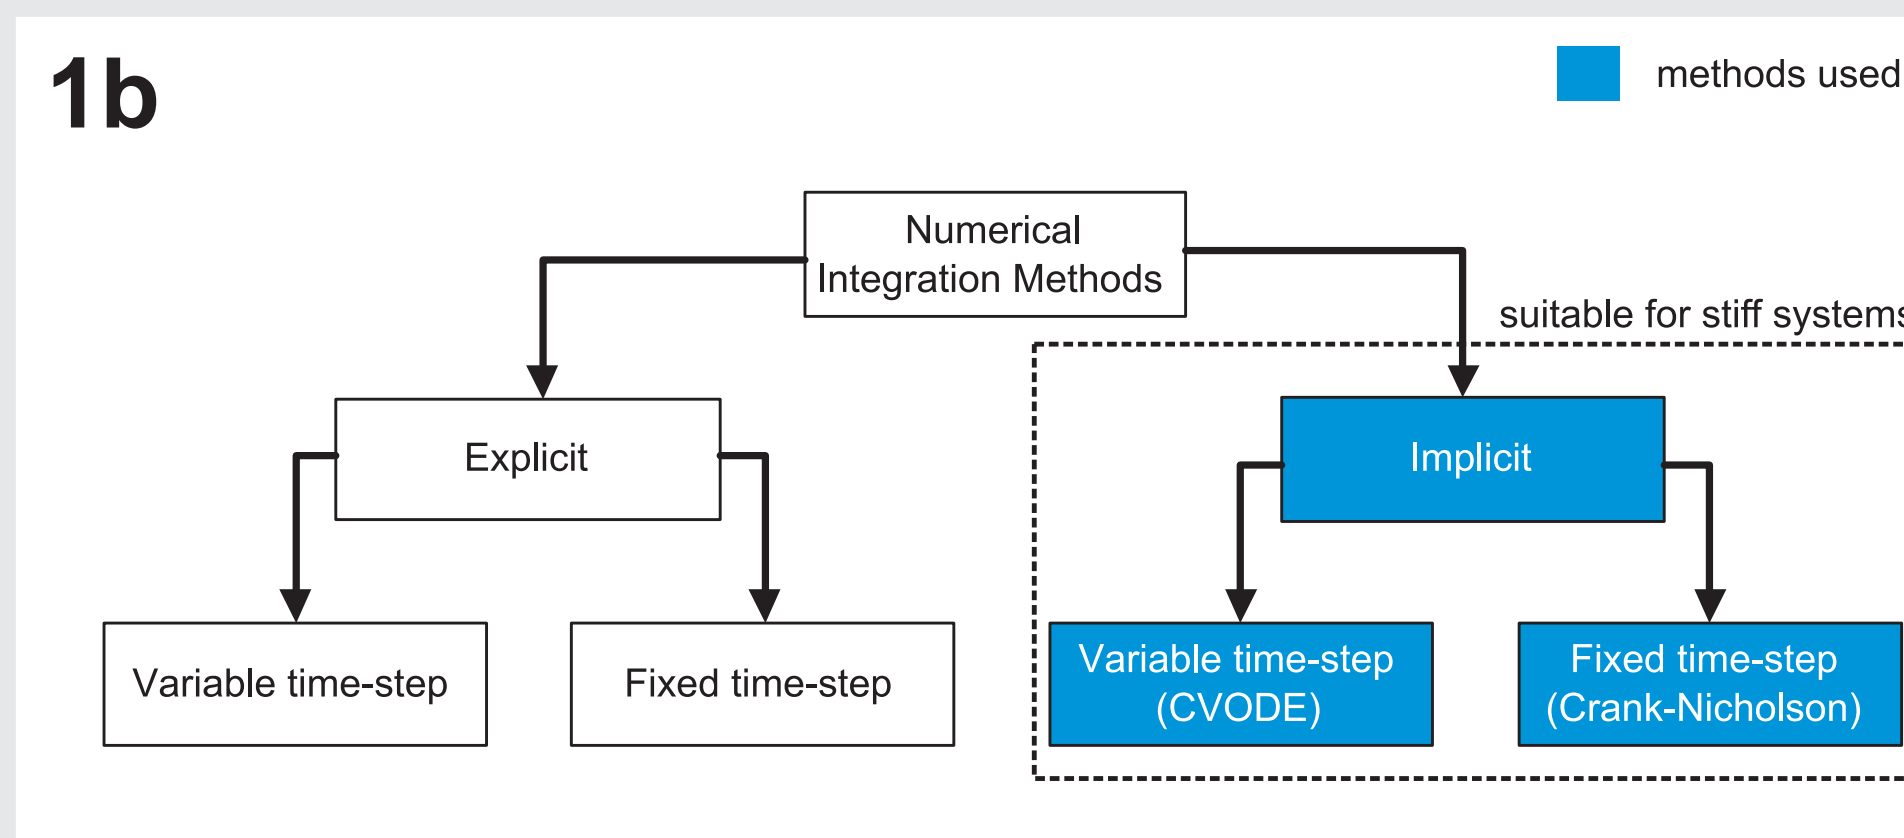 1b
methods used
Numerical
Integration Methods
suitable for stiff systems
Explicit
Implicit
Variable time-step
Fixed time-step
Variable time-step
(CVODE)
Fixed time-step
(Crank-Nicholson)